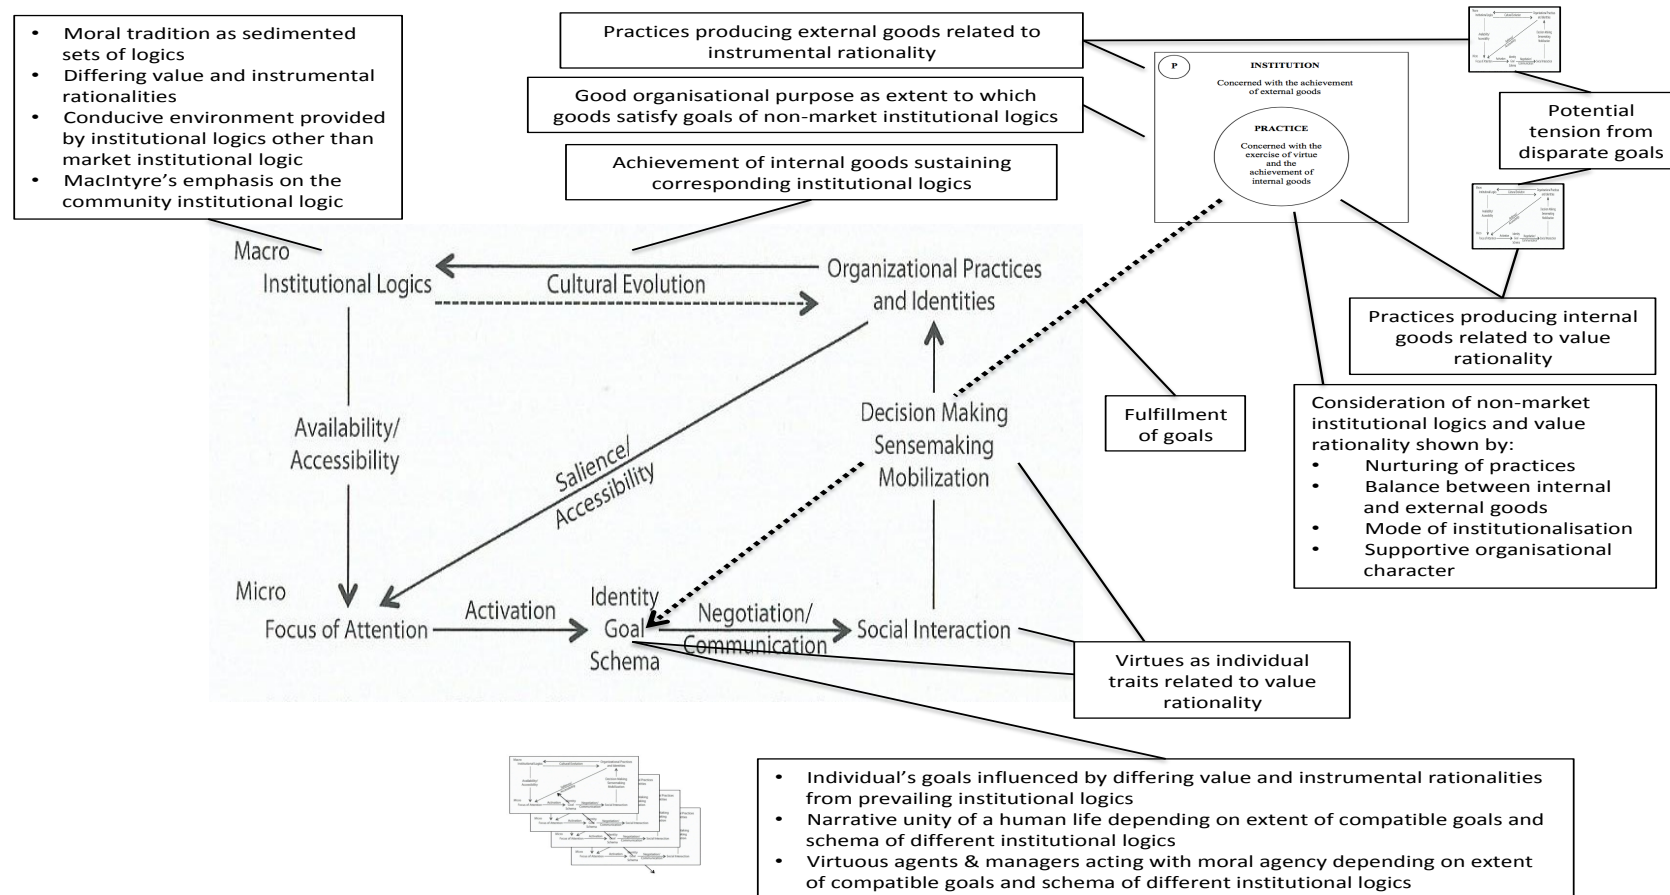 • Moral tradition as sedimented
sets of logics
• Differing value and instrumental
rationalities
• Conducive environment provided
by institutional logics other than
market institutional logic
• MacIntyre's emphasis on the
community institutional logic
Practices producing external goods related to
instrumental rationality
Good organisational purpose as extent to which
goods satisfy goals of non-market institutional logics
Achievement of internal goods sustaining
corresponding institutional logics
P
INSTITUTION
Concerned with the achievement
of external goods
PRACTICE
Concerned with the
exercise of virtue
and the
achievement of
internal goods
Potential
tension from
disparate goals
Macro
Institutional Logics
Cultural Evolution
Organizational Practices
and Identities
Practices producing internal
goods related to value
rationality
Availability/
Accessibility
Salience/
Accessibility
Decision Making
Sensemaking
Mobilization
Fulfillment
of goals
Consideration of non-market
institutional logics and value
rationality shown by:
• Nurturing of practices
• Balance between internal
and external goods
• Mode of institutionalisation
• Supportive organisational
character
Micro
Focus of Attention
Activation
Identity
Goal
Schema
Negotiation/
Communication
Social Interaction
Virtues as individual
traits related to value
rationality
• Individual's goals influenced by differing value and instrumental rationalities
from prevailing institutional logics
• Narrative unity of a human life depending on extent of compatible goals and
schema of different institutional logics
• Virtuous agents & managers acting with moral agency depending on extent
of compatible goals and schema of different institutional logics